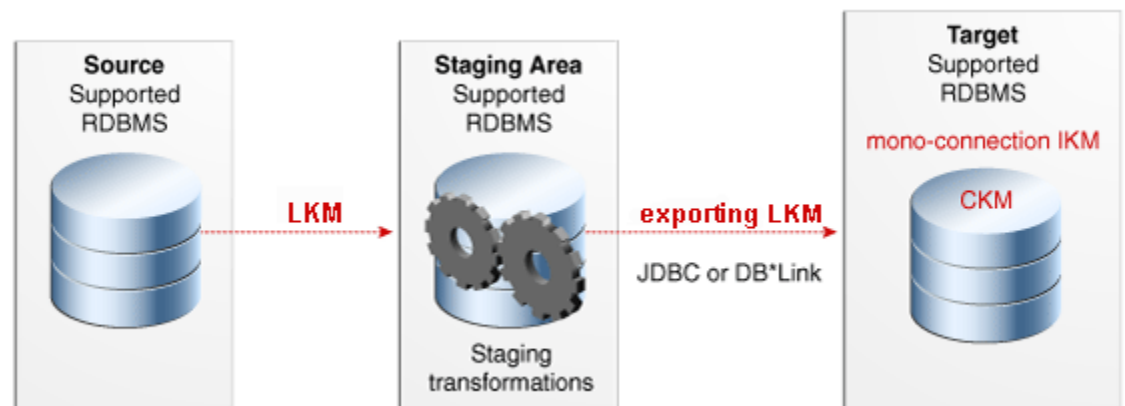 Source
Supported
RDBMS
LKM
Staging Area
Supported
RDBMS
Staging
transformations
exporting LKM
JDBC or DB*Link
Target
Supported
RDBMS
mono-connection IKM
CKM